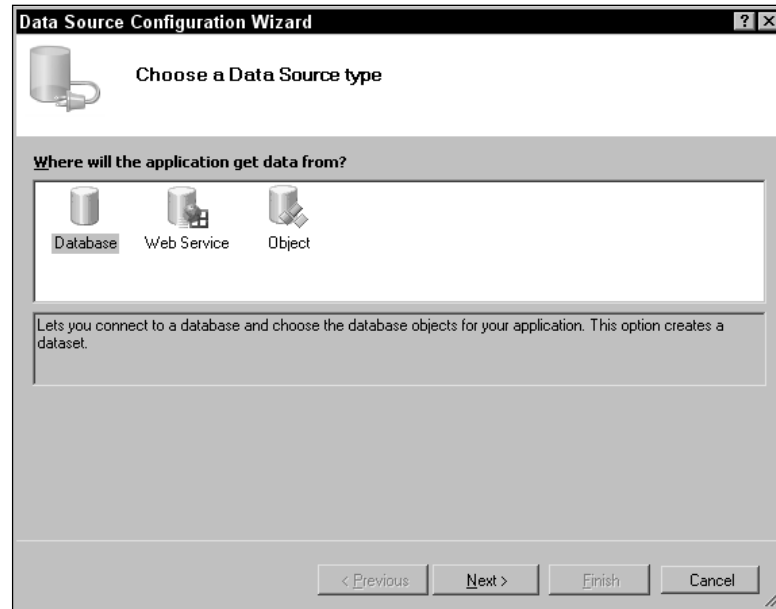 Data Source Configuration Wizard
Choose a Data Source type
Where will the application get data from?
Database Web Service Object
Lets you connect to a database and choose the database objects for your application. This option creates a
dataset.
< Previous Next > Finish Cancel